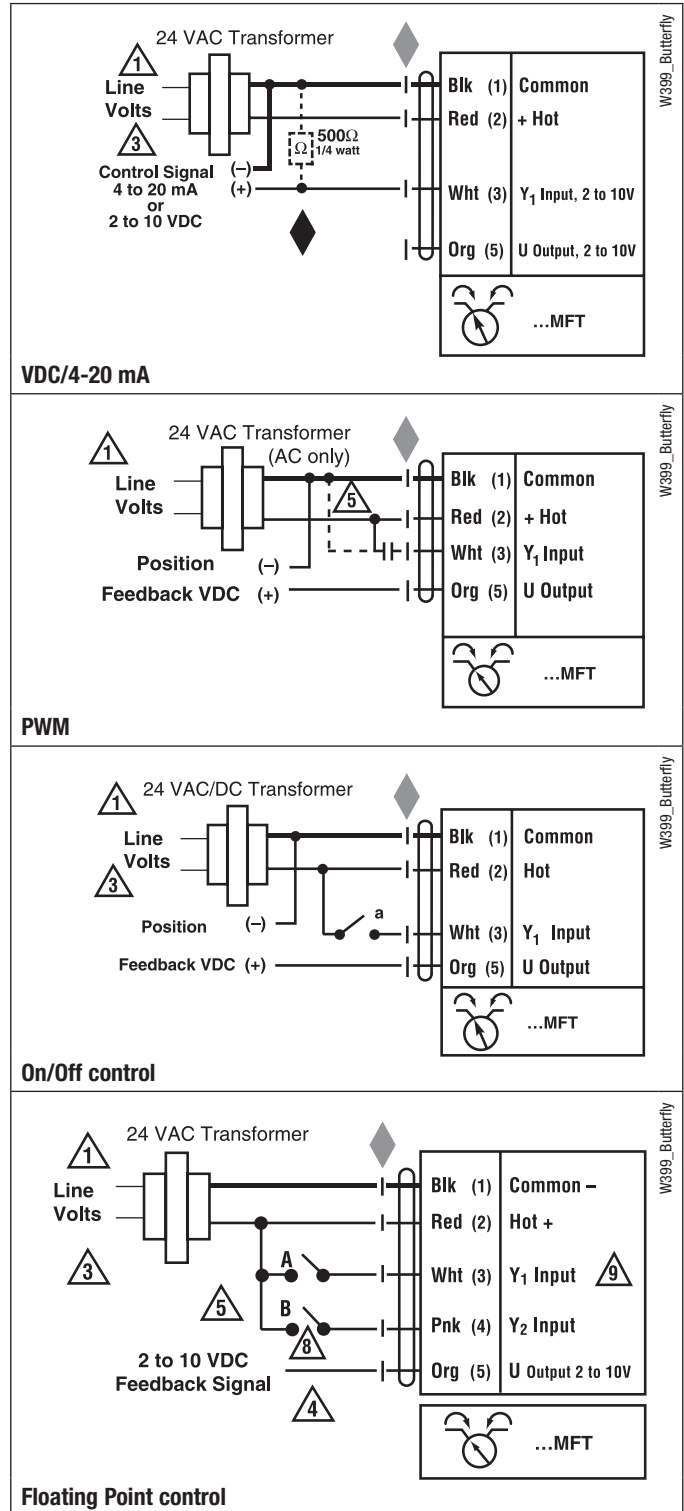 24 VAC Transformer
1
Line
Volts
3
Control Signal
4 to 20 mA
or
2 to 10 VDC
(–)
(+)
500Ω
1/4 watt
Ω
Blk (1) Common
Red (2) + Hot
Wht (3) Y₁ Input, 2 to 10V
Org (5) U Output, 2 to 10V
...MFT
W399_Butterfly
VDC/4-20 mA
24 VAC Transformer
(AC only)
1
Line
Volts
5
Position (–)
Feedback VDC (+)
Blk (1) Common
Red (2) + Hot
Wht (3) Y₁ Input
Org (5) U Output
...MFT
W399_Butterfly
PWM
24 VAC/DC Transformer
1
Line
Volts
3
a
Position (–)
Feedback VDC (+)
Blk (1) Common
Red (2) Hot
Wht (3) Y₁ Input
Org (5) U Output
...MFT
W399_Butterfly
On/Off control
24 VAC Transformer
1
Line
Volts
3
A
5
B
8
2 to 10 VDC
Feedback Signal
4
Blk (1) Common –
Red (2) Hot +
Wht (3) Y₁ Input 9
Pnk (4) Y₂ Input
Org (5) U Output 2 to 10V
...MFT
W399_Butterfly
Floating Point control